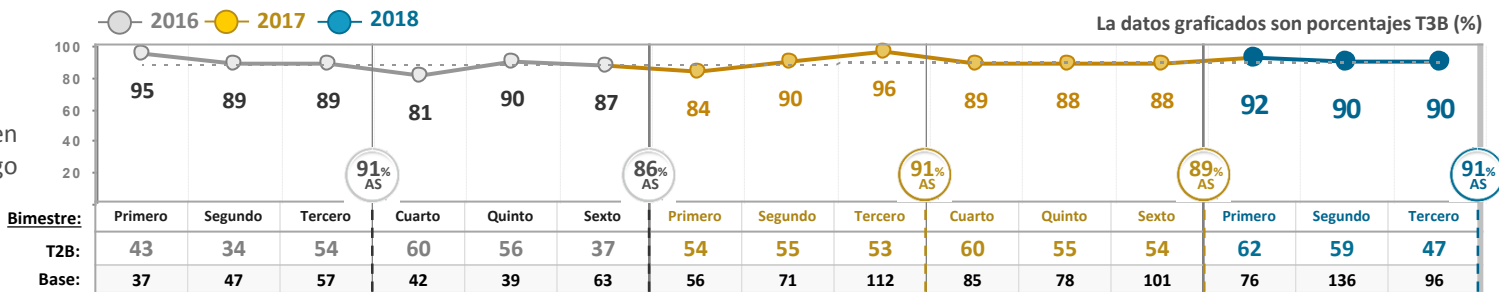 2016 2017 2018 La datos graficados son porcentajes T3B (%)
100
80
60
40
20
en
go
95 89 89 81 90 87 84 90 96 89 88 88 92 90 90
91% AS 86% AS 91% AS 89% AS 91% AS
Bimestre: Primero Segundo Tercero Cuarto Quinto Sexto Primero Segundo Tercero Cuarto Quinto Sexto Primero Segundo Tercero
T2B: 43 34 54 60 56 37 54 55 53 60 55 54 62 59 47
Base: 37 47 57 42 39 63 56 71 112 85 78 101 76 136 96